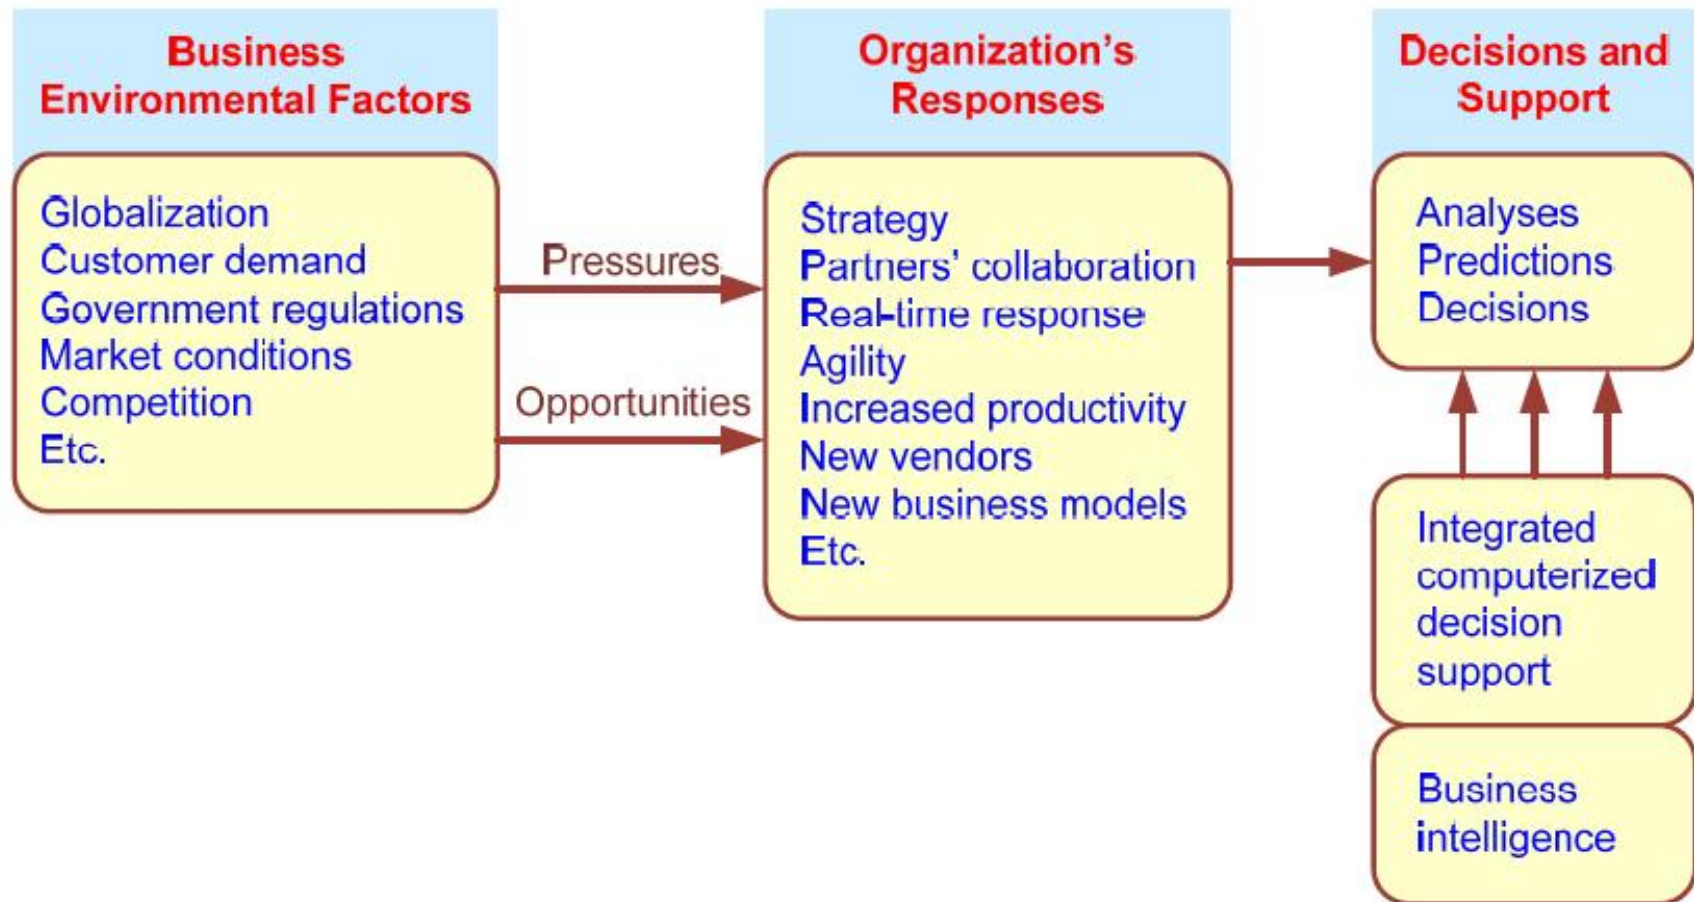 Business
Environmental Factors
Globalization
Customer demand
Government regulations
Market conditions
Competition
Etc.
Pressures
Opportunities
Organization’s
Responses
Strategy
Partners’ collaboration
Real-time response
Agility
Increased productivity
New vendors
New business models
Etc.
Decisions and
Support
Analyses
Predictions
Decisions
Integrated
computerized
decision
support
Business
intelligence